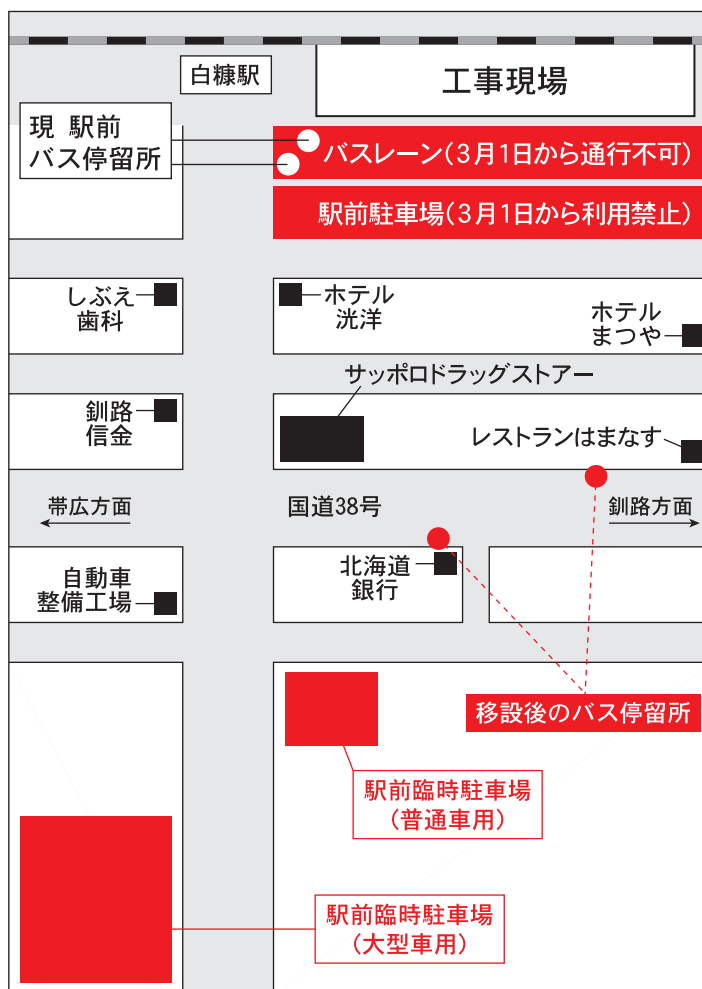 白糠駅
工事現場
現 駅前
バス停留所
バスレーン(3月1日から通行不可)
駅前駐車場(3月1日から利用禁止)
しぶえ
歯科
ホテル
洸洋
ホテル
まつや
サッポロドラッグストアー
釧路
信金
レストランはまなす
帯広方面
国道38号
釧路方面
自動車
整備工場
北海道
銀行
移設後のバス停留所
駅前臨時駐車場
(普通車用)
駅前臨時駐車場
(大型車用)